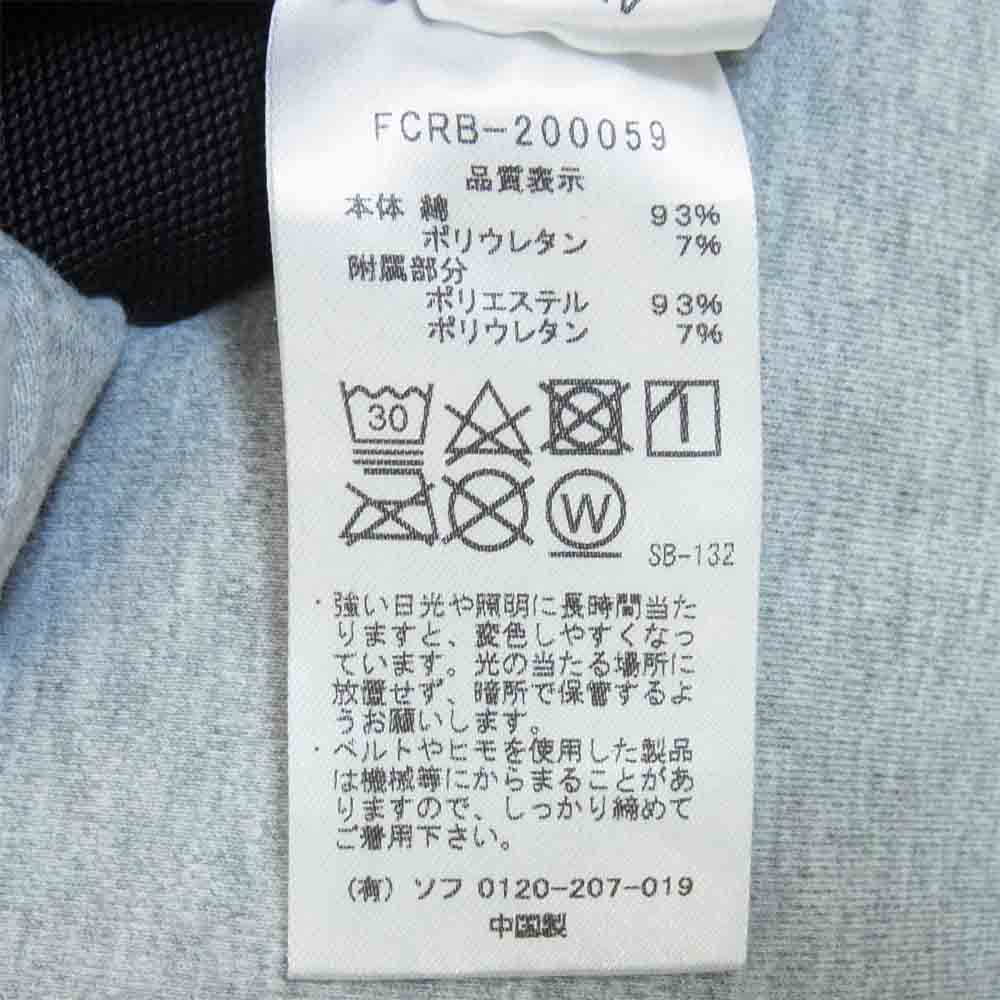 FCRB-200059
品質表示
本体 綿 93%
ポリウレタン 7%
附属部分
ポリエステル 93%
ポリウレタン 7%
30
W
SB-132
・強い日光や照明に長時間当た
りますと、変色しやすくなっ
ています。光の当たる場所に
放置せず、暗所で保管するよ
うお願いします。
・ベルトやヒモを使用した製品
は機械等にからまることがあ
りますので、しっかり締めて
ご着用下さい。
(有) ソフ 0120-207-019
中国製